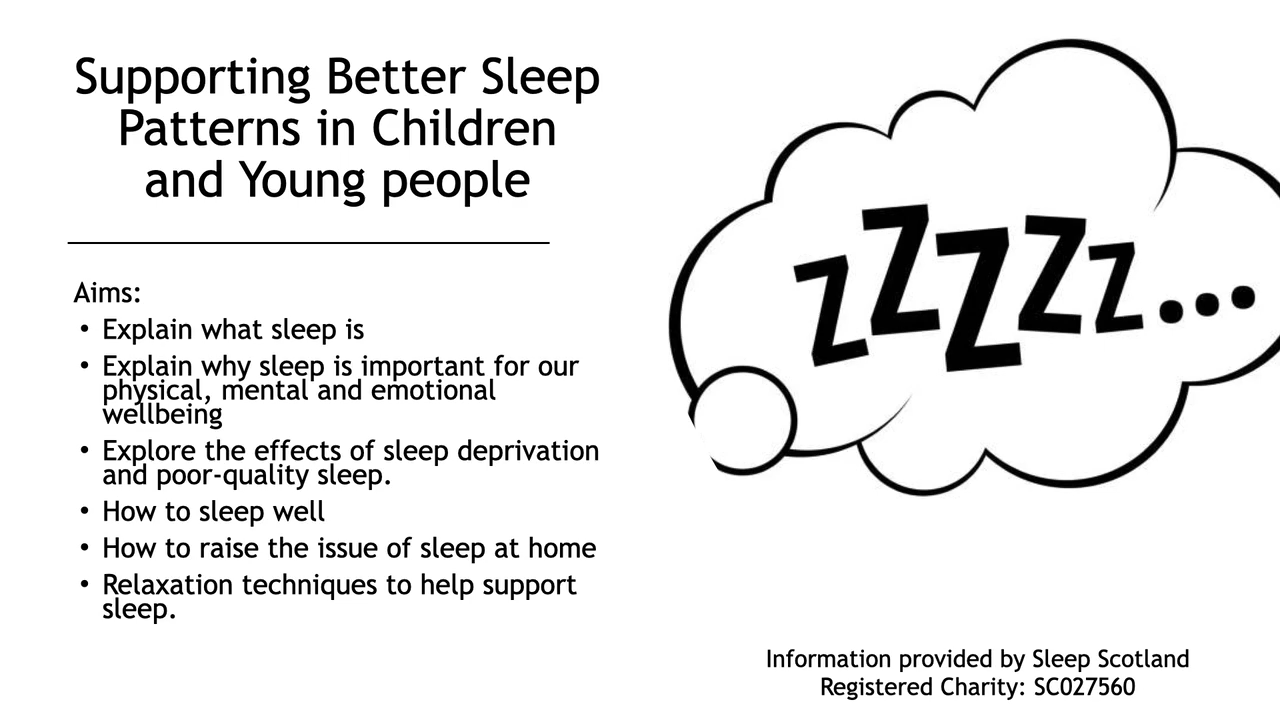 Supporting Better Sleep
Patterns in Children
and Young people
Aims:
• Explain what sleep is
• Explain why sleep is important for our
physical, mental and emotional
wellbeing
• Explore the effects of sleep deprivation
and poor-quality sleep.
• How to sleep well
• How to raise the issue of sleep at home
• Relaxation techniques to help support
sleep.
zZZZz...
Information provided by Sleep Scotland
Registered Charity: SC027560